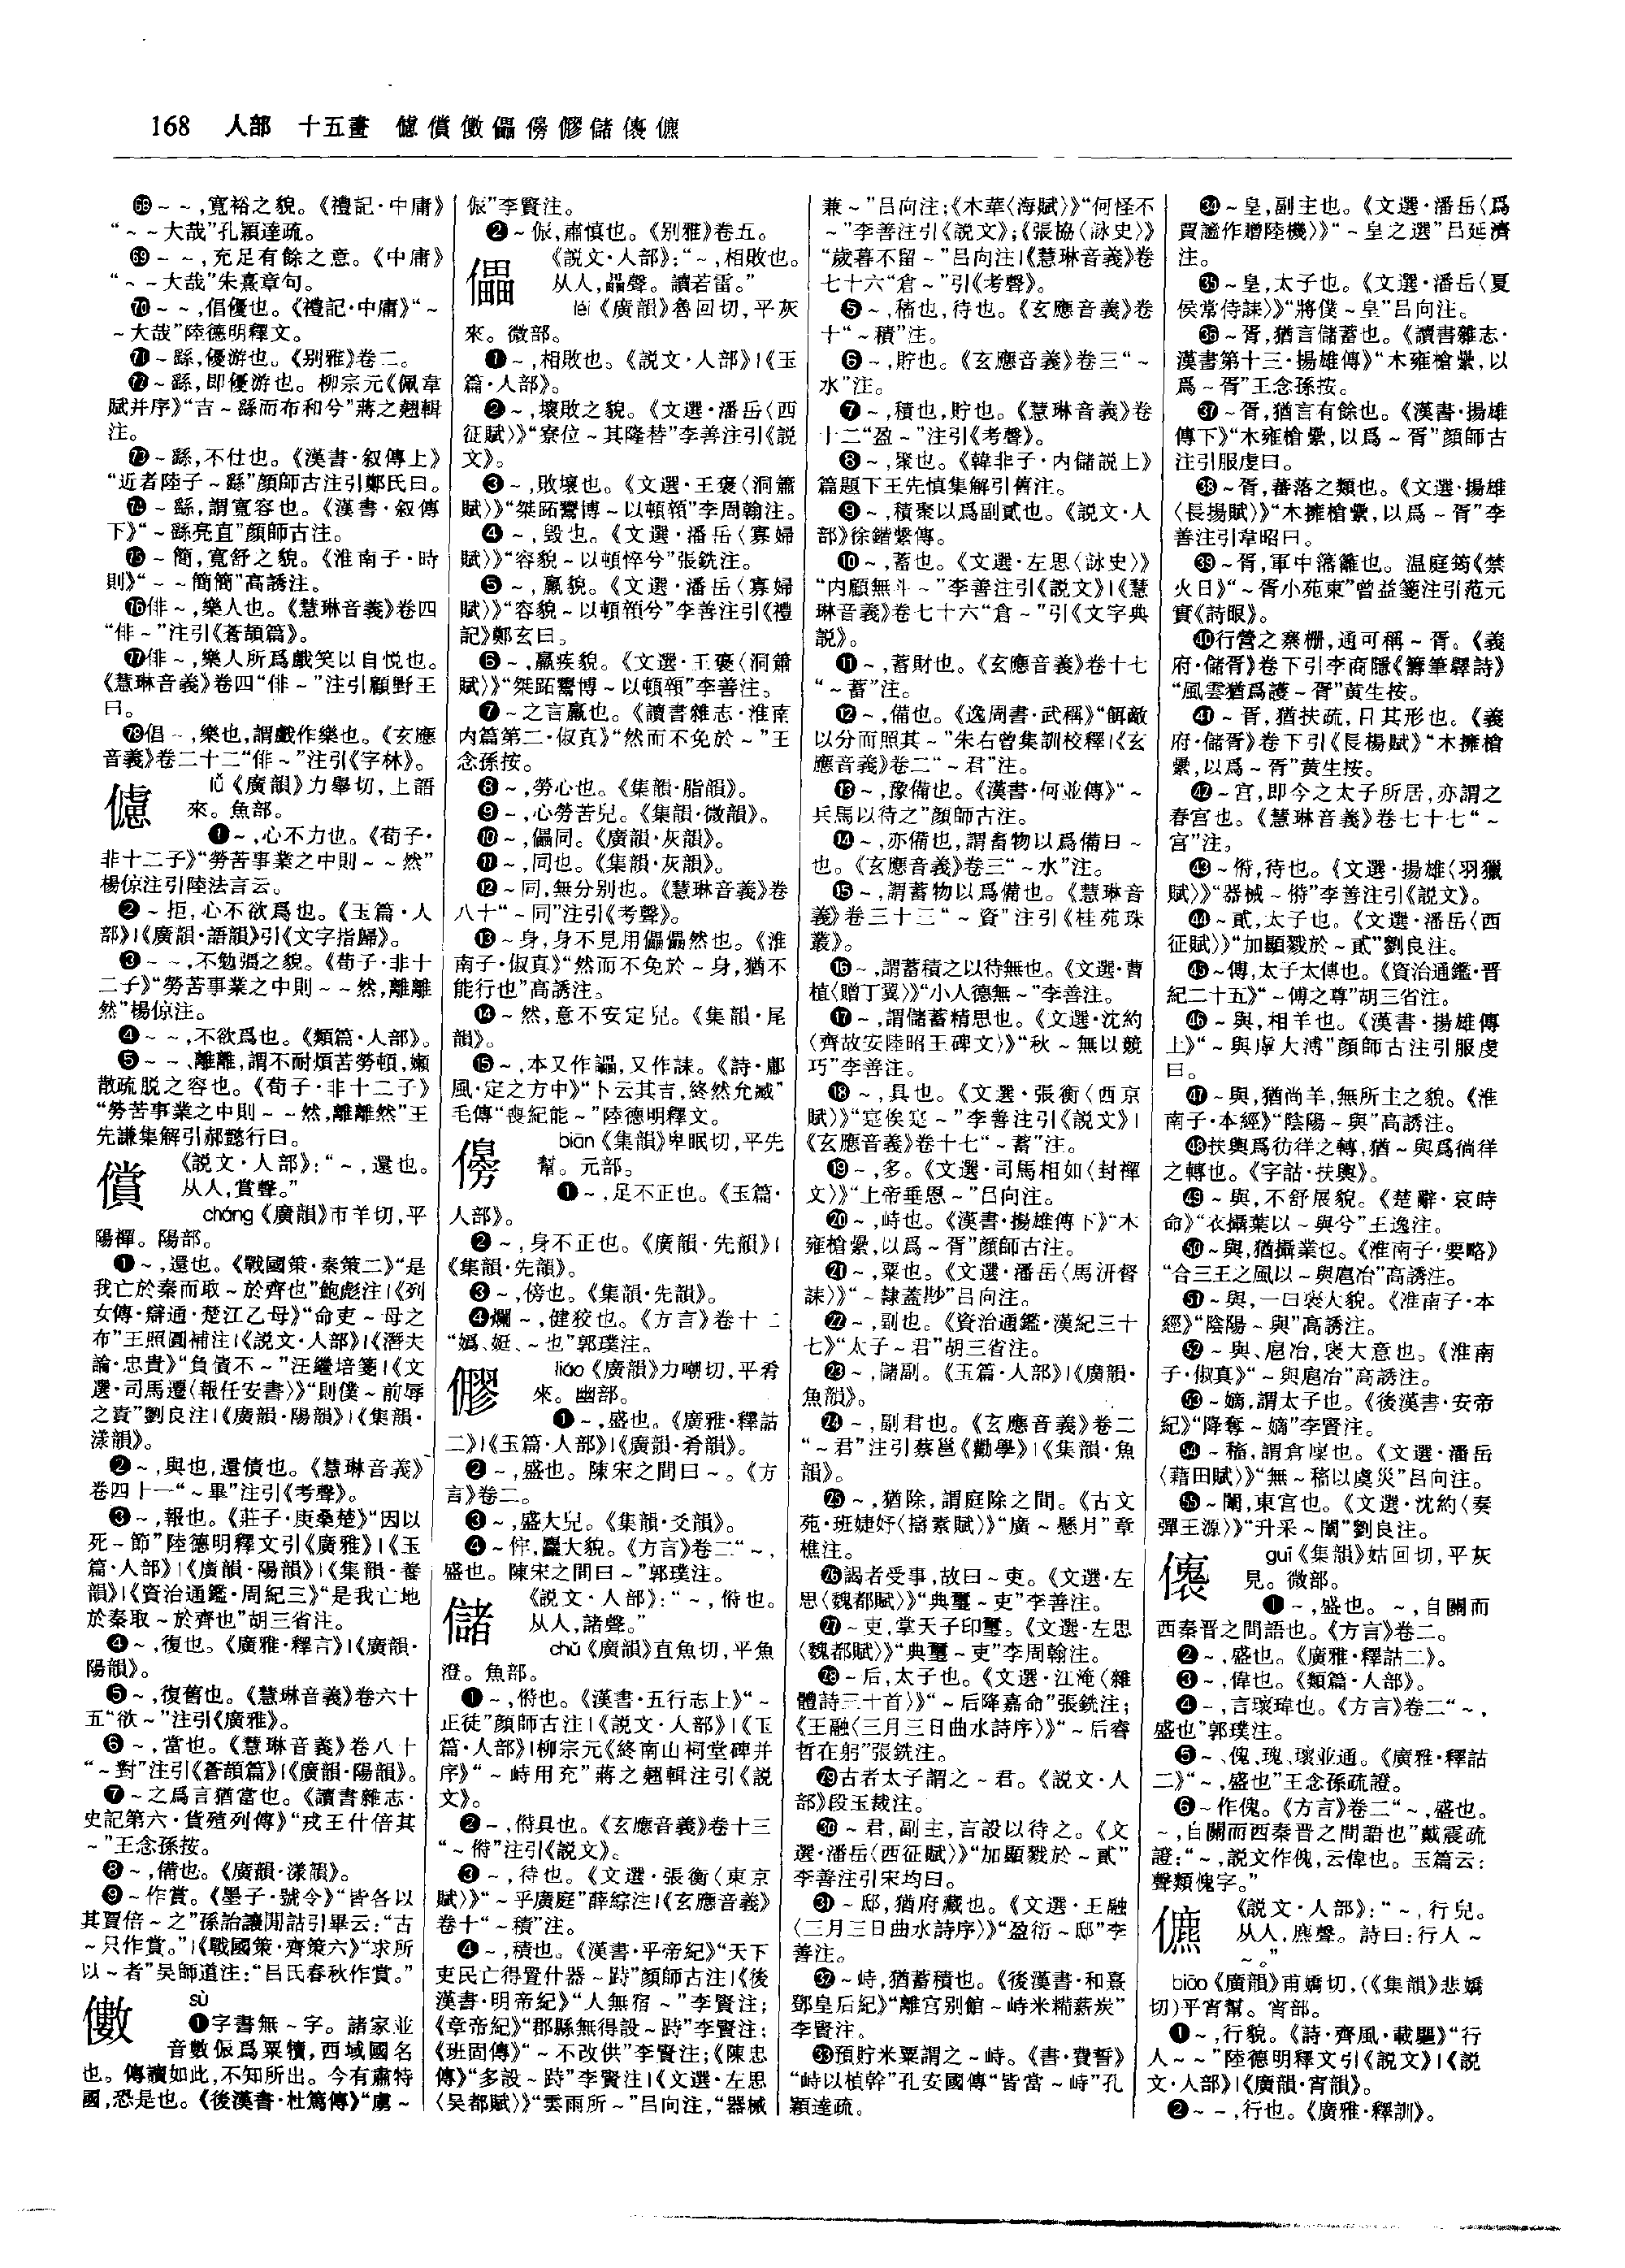 168 人部 十五畫 儢償儌儡𠐊㒧儲㒫儦
68～～,寬裕之貌。《禮記·中庸》
“～～大哉”孔穎達疏。
69～～,充足有餘之意。《中庸》
“～～大哉”朱熹章句。
70～～,倡優也。《禮記·中庸》“～
～大哉”陸德明釋文。
71～繇,優游也。《别雅》卷二。
72～繇,即優游也。柳宗元《佩韋
賦并序》“吉～繇而布和兮”蔣之翹輯
注。
73～繇,不仕也。《漢書·叙傳上》
“近者陸子～繇”顔師古注引鄭氏曰。
74～繇,謂寬容也。《漢書·叙傳
下》“～繇亮直”顔師古注。
75～簡,寬舒之貌。《淮南子·時
則》“～～簡簡”高誘注。
76俳～,樂人也。《慧琳音義》卷四
“俳～”注引《蒼頡篇》。
77俳～,樂人所爲戲笑以自悦也。
《慧琳音義》卷四“俳～”注引顧野王
曰。
78倡～,樂也,謂戲作樂也。《玄應
音義》卷二十二“俳～”注引《字林》。
儢
lǚ《廣韻》力舉切,上語
來。魚部。
❶～,心不力也。《荀子·
非十二子》“勞苦事業之中則～～然”
楊倞注引陸法言云。
❷～拒,心不欲爲也。《玉篇·人
部》|《廣韻·語韻》引《文字指歸》。
❸～～,不勉强之貌。《荀子·非十
二子》“勞苦事業之中則～～然,離離
然”楊倞注。
❹～～,不欲爲也。《類篇·人部》。
❺～～、離離,謂不耐煩苦勞頓,嬾
散疏脱之容也。《荀子·非十二子》
“勞苦事業之中則～～然,離離然”王
先謙集解引郝懿行曰。
償
《説文·人部》:“～,還也。
从人,賞聲。”
cháng《廣韻》市羊切,平
陽禪。陽部。
❶～,還也。《戰國策·秦策二》“是
我亡於秦而取～於齊也”鮑彪注|《列
女傳·辯通·楚江乙母》“命吏～母之
布”王照圓補注|《説文·人部》|《潛夫
論·忠貴》“負債不～”汪繼培箋|《文
選·司馬遷〈報任安書〉》“則僕～前辱
之責”劉良注|《廣韻·陽韻》|《集韻·
漾韻》。
❷～,與也,還債也。《慧琳音義》
卷四十一“～畢”注引《考聲》。
❸～,報也。《莊子·庚桑楚》“因以
死～節”陸德明釋文引《廣雅》|《玉
篇·人部》|《廣韻·陽韻》|《集韻·養
韻》|《資治通鑑·周紀三》“是我亡地
於秦取～於齊也”胡三省注。
❹～,復也。《廣雅·釋言》|《廣韻·
陽韻》。
❺～,復舊也。《慧琳音義》卷六十
五“欲～”注引《廣雅》。
❻～,當也。《慧琳音義》卷八十
“～對”注引《蒼頡篇》|《廣韻·陽韻》。
❼～之爲言猶當也。《讀書雜志·
史記第六·貨殖列傳》“戎王什倍其
～”王念孫按。
❽～,備也。《廣韻·漾韻》。
❾～作賞。《墨子·號令》“皆各以
其賈倍～之”孫詒讓閒詁引畢云:“古
～只作賞。”|《戰國策·齊策六》“求所
以～者”吴師道注:“吕氏春秋作賞。”
sù
❶字書無～字。諸家並
音數侲爲粟犢,西域國名
也。傳讀如此,不知所出。今有肅特
國,恐是也。《後漢書·杜篤傳》“虜～
侲”李賢注。
❷～侲,肅慎也。《别雅》卷五。
儡
《説文·人部》:“～,相敗也。
从人,畾聲。讀若雷。”
léi《廣韻》魯回切,平灰
來。微部。
❶～,相敗也。《説文·人部》|《玉
篇·人部》。
❷～,壞敗之貌。《文選·潘岳〈西
征賦〉》“寮位～其隆替”李善注引《説
文》。
❸～,敗壞也。《文選·王褒〈洞簫
賦〉》“桀跖鬻博～以頓顇”李周翰注。
❹～,毁也。《文選·潘岳〈寡婦
賦〉》“容貌～以頓悴兮”張銑注。
❺～,羸貌。《文選·潘岳〈寡婦
賦〉》“容貌～以頓顇兮”李善注引《禮
記》鄭玄曰。
❻～,羸疾貌。《文選·王褒〈洞簫
賦〉》“桀跖鬻博～以頓顇”李善注。
❼～之言羸也。《讀書雜志·淮南
内篇第二·俶真》“然而不免於～”王
念孫按。
❽～,勞心也。《集韻·脂韻》。
❾～,心勞苦皃。《集韻·微韻》。
❿～,儡同。《廣韻·灰韻》。
⓫～,同也。《集韻·灰韻》。
⓬～同,無分别也。《慧琳音義》卷
八十“～同”注引《考聲》。
⓭～身,身不見用儡儡然也。《淮
南子·俶真》“然而不免於～身,猶不
能行也”高誘注。
⓮～然,意不安定皃。《集韻·尾
韻》。
⓯～,本又作讄,又作誄。《詩·鄘
風·定之方中》“卜云其吉,終然允臧”
毛傳“喪紀能～”陸德明釋文。
biān《集韻》卑眠切,平先
幫。元部。
❶～,足不正也。《玉篇·
人部》。
❷～,身不正也。《廣韻·先韻》|
《集韻·先韻》。
❸～,傍也。《集韻·先韻》。
❹爛～,健狡也。《方言》卷十二
“嫣、娗、～也”郭璞注。
liáo《廣韻》力嘲切,平肴
來。幽部。
❶～,盛也。《廣雅·釋詁
二》|《玉篇·人部》|《廣韻·肴韻》。
❷～,盛也。陳宋之間曰～。《方
言》卷二。
❸～,盛大皃。《集韻·爻韻》。
❹～佯,麤大貌。《方言》卷二“～,
盛也。陳宋之間曰～”郭璞注。
儲
《説文·人部》:“～,偫也。
从人,諸聲。”
chǔ《廣韻》直魚切,平魚
澄。魚部。
❶～,偫也。《漢書·五行志上》“～
正徒”顔師古注|《説文·人部》|《玉
篇·人部》|柳宗元《終南山祠堂碑并
序》“～峙用充”蔣之翹輯注引《説
文》。
❷～,偫具也。《玄應音義》卷十三
“～偫”注引《説文》。
❸～,待也。《文選·張衡〈東京
賦〉》“～乎廣庭”薛綜注|《玄應音義》
卷十“～積”注。
❹～,積也。《漢書·平帝紀》“天下
吏民亡得置什器～跱”顔師古注|《後
漢書·明帝紀》“人無宿～”李賢注;
《章帝紀》“郡縣無得設～跱”李賢注;
《班固傳》“～不改供”李賢注;《陳忠
傳》“多設～跱”李賢注|《文選·左思
〈吴都賦〉》“雲雨所～”吕向注,“器械
兼～”吕向注;《木華〈海賦〉》“何怪不
～”李善注引《説文》;《張協〈詠史〉》
“歲暮不留～”吕向注|《慧琳音義》卷
七十六“倉～”引《考聲》。
❺～,稸也,待也。《玄應音義》卷
十“～積”注。
❻～,貯也。《玄應音義》卷三“～
水”注。
❼～,積也,貯也。《慧琳音義》卷
十二“盈～”注引《考聲》。
❽～,聚也。《韓非子·内儲説上》
篇題下王先慎集解引舊注。
❾～,積聚以爲副貳也。《説文·人
部》徐鍇繫傳。
❿～,蓄也。《文選·左思〈詠史〉》
“内顧無斗～”李善注引《説文》|《慧
琳音義》卷七十六“倉～”引《文字典
説》。
⓫～,蓄財也。《玄應音義》卷十七
“～蓄”注。
⓬～,備也。《逸周書·武稱》“餌敵
以分而照其～”朱右曾集訓校釋|《玄
應音義》卷二“～君”注。
⓭～,豫備也。《漢書·何並傳》“～
兵馬以待之”顔師古注。
⓮～,亦備也,謂畜物以爲備曰～
也。《玄應音義》卷三“～水”注。
⓯～,謂蓄物以爲備也。《慧琳音
義》卷三十三“～資”注引《桂苑珠
叢》。
⓰～,謂蓄積之以待無也。《文選·曹
植〈贈丁翼〉》“小人德無～”李善注。
⓱～,謂儲蓄精思也。《文選·沈約
〈齊故安陸昭王碑文〉》“秋～無以競
巧”李善注。
⓲～,具也。《文選·張衡〈西京
賦〉》“寔俟寔～”李善注引《説文》|
《玄應音義》卷十七“～蓄”注。
⓳～,多。《文選·司馬相如〈封禪
文〉》“上帝垂恩～”吕向注。
⓴～,峙也。《漢書·揚雄傳下》“木
雍槍纍,以爲～胥”顔師古注。
21～,粟也。《文選·潘岳〈馬汧督
誄〉》“～隸蓋尠”吕向注。
22～,副也。《資治通鑑·漢紀三十
七》“太子～君”胡三省注。
23～,儲副。《玉篇·人部》|《廣韻·
魚韻》。
24～,副君也。《玄應音義》卷二
“～君”注引蔡邕《勸學》|《集韻·魚
韻》。
25～,猶除,謂庭除之間。《古文
苑·班婕妤〈擣素賦〉》“廣～懸月”章
樵注。
26謁者受事,故曰～吏。《文選·左
思〈魏都賦〉》“典璽～吏”李善注。
27～吏,掌天子印璽。《文選·左思
〈魏都賦〉》“典璽～吏”李周翰注。
28～后,太子也。《文選·江淹〈雜
體詩三十首〉》“～后降嘉命”張銑注;
《王融〈三月三日曲水詩序〉》“～后睿
哲在躬”張銑注。
29古者太子謂之～君。《説文·人
部》段玉裁注。
30～君,副主,言設以待之。《文
選·潘岳〈西征賦〉》“加顯戮於～貳”
李善注引宋均曰。
31～邸,猶府藏也。《文選·王融
〈三月三日曲水詩序〉》“盈衍～邸”李
善注。
32～峙,猶蓄積也。《後漢書·和熹
鄧皇后紀》“離宫别館～峙米糒薪炭”
李賢注。
33預貯米粟謂之～峙。《書·費誓》
“峙以楨幹”孔安國傳“皆當～峙”孔
穎達疏。
34～皇,副主也。《文選·潘岳〈爲
賈謐作贈陸機〉》“～皇之選”吕延濟
注。
35～皇,太子也。《文選·潘岳〈夏
侯常侍誄〉》“將僕～皇”吕向注。
36～胥,猶言儲蓄也。《讀書雜志·
漢書第十三·揚雄傳》“木雍槍纍,以
爲～胥”王念孫按。
37～胥,猶言有餘也。《漢書·揚雄
傳下》“木雍槍纍,以爲～胥”顔師古
注引服虔曰。
38～胥,蕃落之類也。《文選·揚雄
〈長揚賦〉》“木擁槍纍,以爲～胥”李
善注引韋昭曰。
39～胥,軍中藩籬也。温庭筠《禁
火日》“～胥小苑東”曾益箋注引范元
實《詩眼》。
40行營之寨栅,通可稱～胥。《義
府·儲胥》卷下引李商隱《籌筆驛詩》
“風雲猶爲護～胥”黄生按。
41～胥,猶扶疏,日其形也。《義
府·儲胥》卷下引《長楊賦》“木擁槍
纍,以爲～胥”黄生按。
42～宫,即今之太子所居,亦謂之
春宫也。《慧琳音義》卷七十七“～
宫”注。
43～偫,待也。《文選·揚雄〈羽獵
賦〉》“器械～偫”李善注引《説文》。
44～貳,太子也。《文選·潘岳〈西
征賦〉》“加顯戮於～貳”劉良注。
45～傅,太子太傅也。《資治通鑑·晋
紀二十五》“～傅之尊”胡三省注。
46～與,相羊也。《漢書·揚雄傳
上》“～與虖大溥”顔師古注引服虔
曰。
47～與,猶尚羊,無所主之貌。《淮
南子·本經》“陰陽～與”高誘注。
48扶輿爲彷徉之轉,猶～與爲徜徉
之轉也。《字詁·扶輿》。
49～與,不舒展貌。《楚辭·哀時
命》“衣攝葉以～與兮”王逸注。
50～與,猶攝業也。《淮南子·要略》
“合三王之風以～與扈冶”高誘注。
51～與,一曰褒大貌。《淮南子·本
經》“陰陽～與”高誘注。
52～與、扈冶,褒大意也。《淮南
子·俶真》“～與扈冶”高誘注。
53～嫡,謂太子也。《後漢書·安帝
紀》“降奪～嫡”李賢注。
54～稸,謂倉廩也。《文選·潘岳
〈藉田賦〉》“無～稸以虞災”吕向注。
55～闈,東宫也。《文選·沈約〈奏
彈王源〉》“升采～闈”劉良注。
guī《集韻》姑回切,平灰
見。微部。
❶～,盛也。～,自關而
西秦晋之間語也。《方言》卷二。
❷～,盛也。《廣雅·釋詁二》。
❸～,偉也。《類篇·人部》。
❹～,言瓌瑋也。《方言》卷二“～,
盛也”郭璞注。
❺～、傀、瑰、瓌並通。《廣雅·釋詁
二》“～,盛也”王念孫疏證。
❻～作傀。《方言》卷二“～,盛也。
～,自關而西秦晋之間語也”戴震疏
證:“～,説文作傀,云偉也。玉篇云:
聲類傀字。”
儦
《説文·人部》:“～,行皃。
从人,麃聲。詩曰:行人～
～。”
biāo《廣韻》甫嬌切,(《集韻》悲嬌
切)平宵幫。宵部。
❶～,行貌。《詩·齊風·載驅》“行
人～～”陸德明釋文引《説文》|《説
文·人部》|《廣韻·宵韻》。
❷～～,行也。《廣雅·釋訓》。